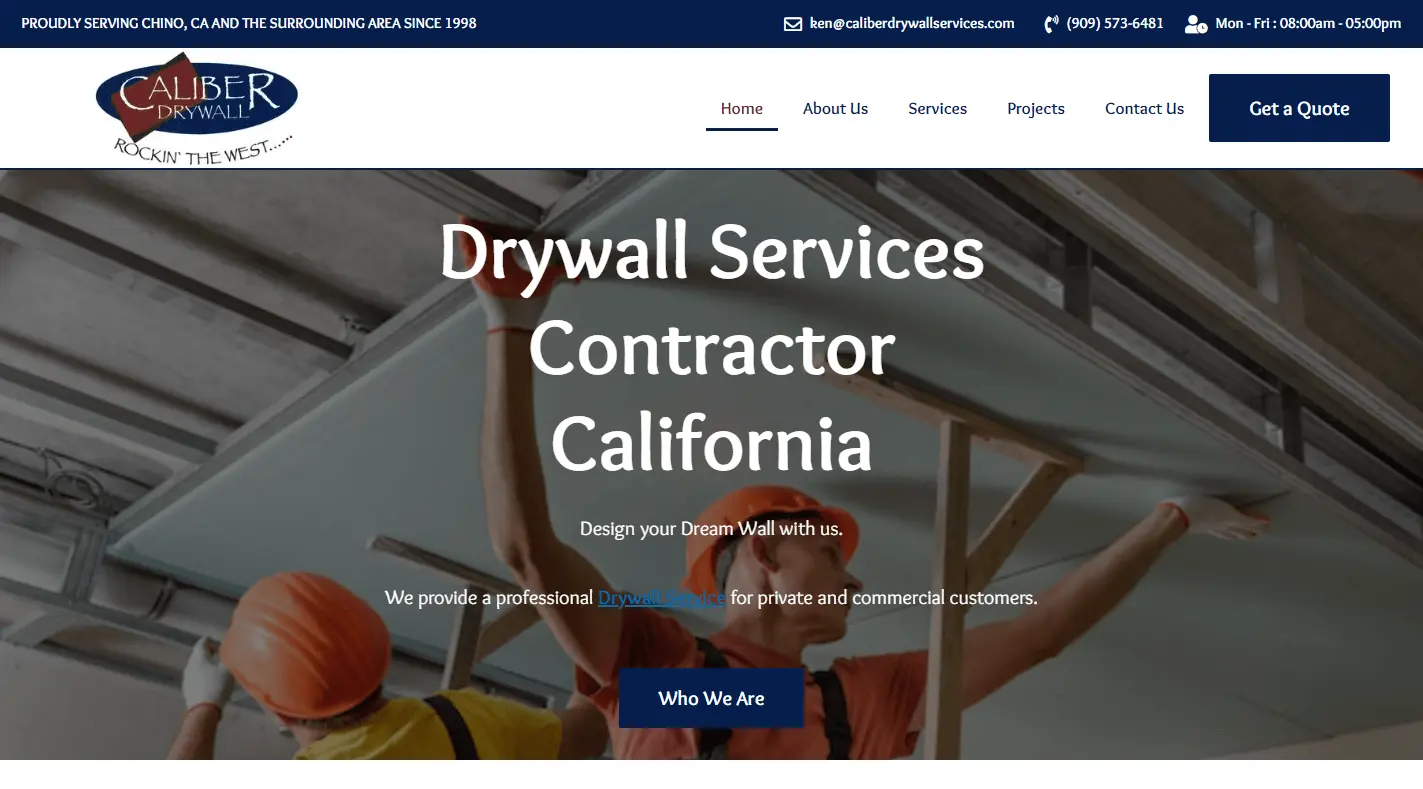 PROUDLY SERVING CHINO, CA AND THE SURROUNDING AREA SINCE 1998
ken@caliberdrywallservices.com
(909) 573-6481
Mon - Fri : 08:00am - 05:00pm
CALIBER
DRYWALL
ROCKIN' THE WEST......
Home
About Us
Services
Projects
Contact Us
Get a Quote
Drywall Services
Contractor
California
Design your Dream Wall with us.
We provide a professional Drywall Service for private and commercial customers.
Who We Are